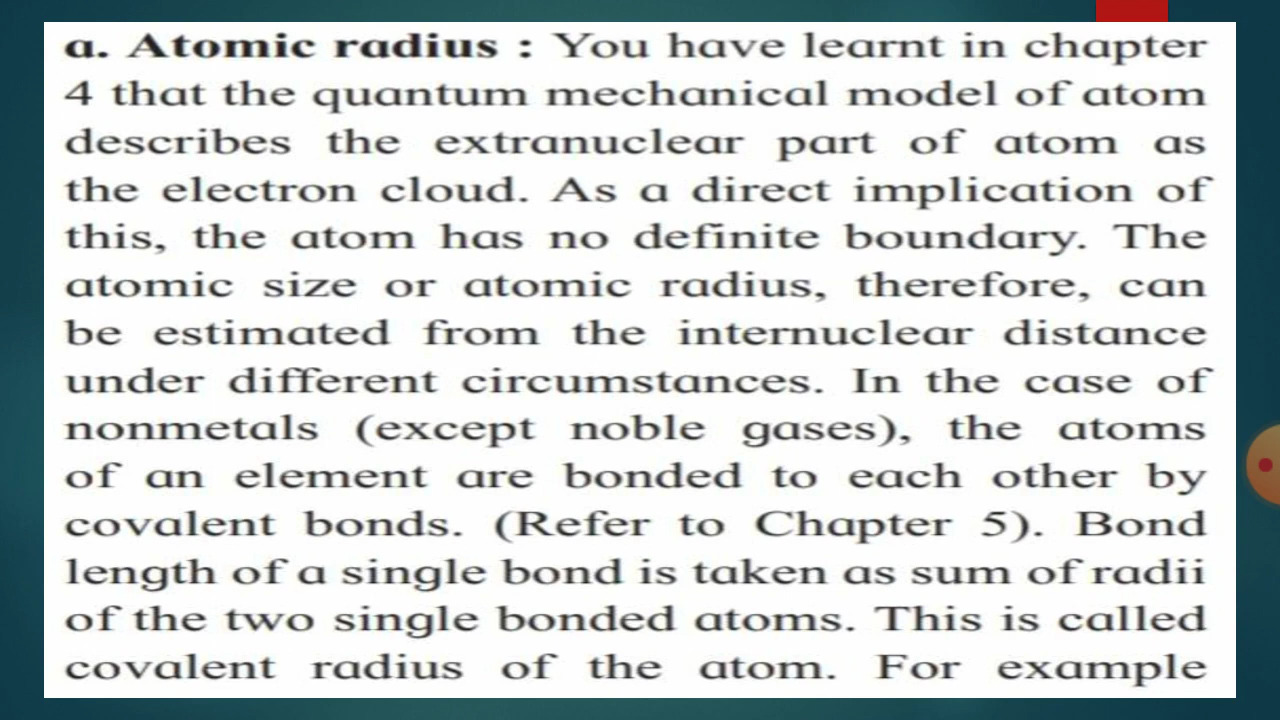 a. Atomic radius : You have learnt in chapter
4 that the quantum mechanical model of atom
describes the extranuclear part of atom as
the electron cloud. As a direct implication of
this, the atom has no definite boundary. The
atomic size or atomic radius, therefore, can
be estimated from the internuclear distance
under different circumstances. In the case of
nonmetals (except noble gases), the atoms
of an element are bonded to each other by
covalent bonds. (Refer to Chapter 5). Bond
length of a single bond is taken as sum of radii
of the two single bonded atoms. This is called
covalent radius of the atom. For example